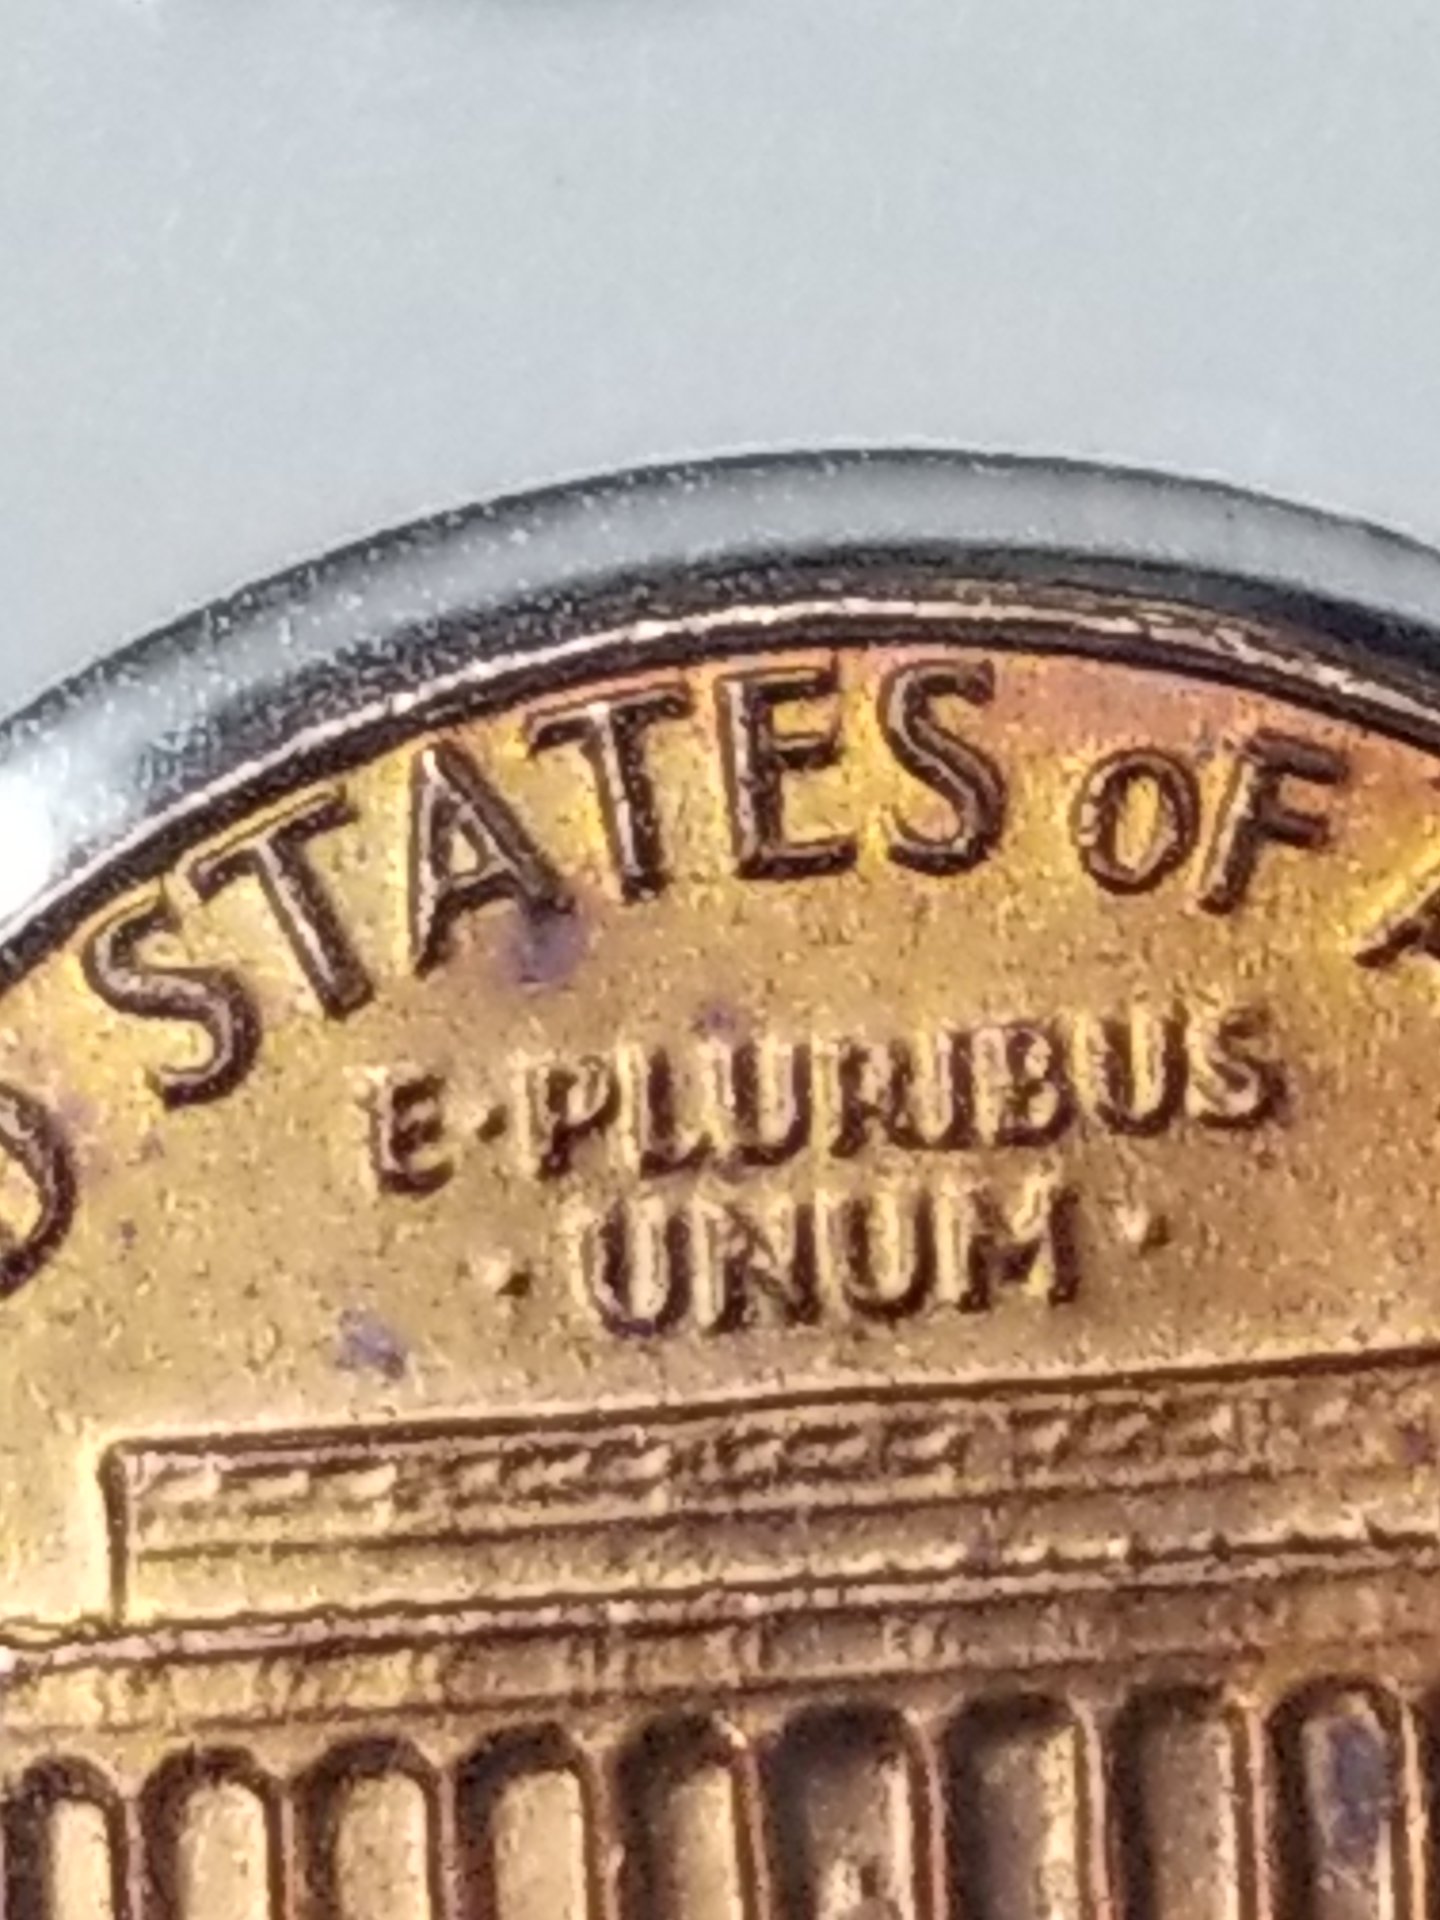 D STATES OF A
E·PLURIBUS
·UNUM·